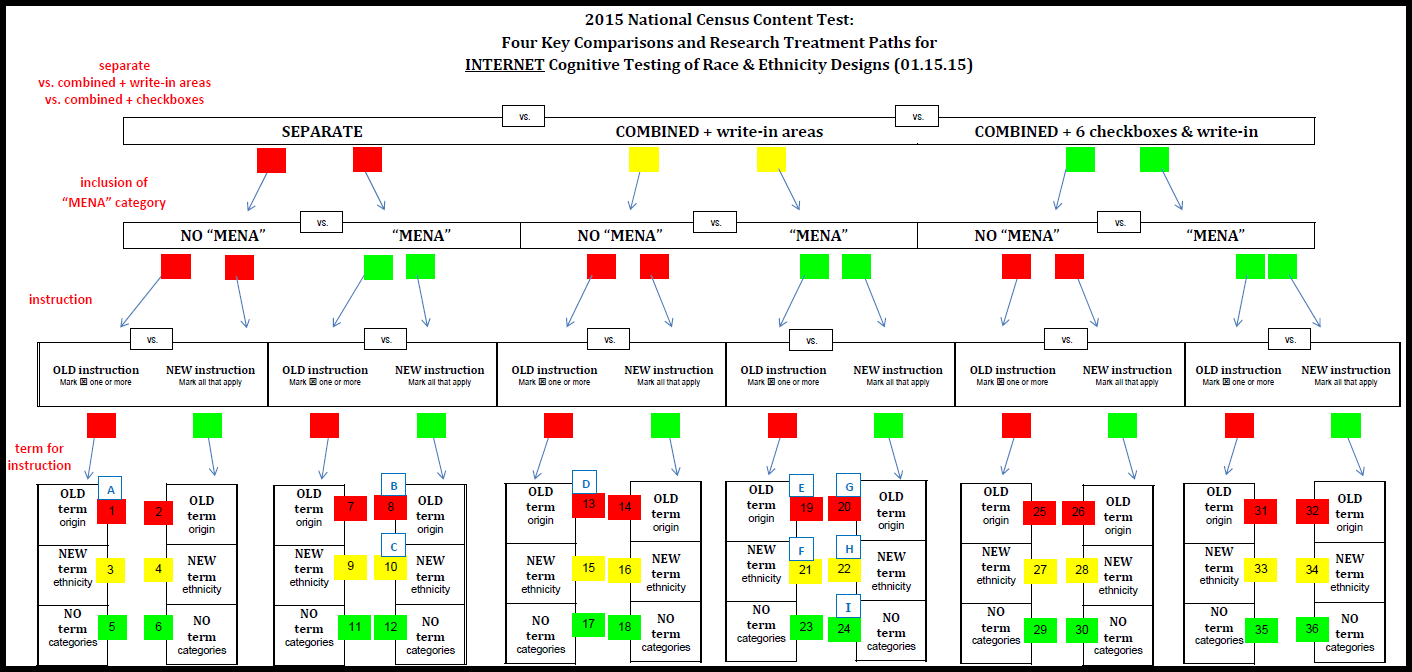 2015 National Census Content Test:
Four Key Comparisons and Research Treatment Paths for
INTERNET Cognitive Testing of Race & Ethnicity Designs (01.15.15)
separate
vs. combined + write-in areas
vs. combined + checkboxes
vs.
vs.
SEPARATE
COMBINED + write-in areas
COMBINED + 6 checkboxes & write-in
inclusion of
“MENA” category
vs.
vs.
vs.
NO “MENA”
“MENA”
NO “MENA”
“MENA”
NO “MENA”
“MENA”
instruction
vs.
vs.
vs.
vs.
vs.
vs.
OLD instruction
Mark ☒ one or more
NEW instruction
Mark all that apply
OLD instruction
Mark ☒ one or more
NEW instruction
Mark all that apply
OLD instruction
Mark ☒ one or more
NEW instruction
Mark all that apply
OLD instruction
Mark ☒ one or more
NEW instruction
Mark all that apply
OLD instruction
Mark ☒ one or more
NEW instruction
Mark all that apply
OLD instruction
Mark ☒ one or more
NEW instruction
Mark all that apply
term for
instruction
OLD
term
origin
A
1
2
OLD
term
origin
NEW
term
ethnicity
3
4
NEW
term
ethnicity
NO
term
categories
5
6
NO
term
categories
OLD
term
origin
7
B
8
OLD
term
origin
NEW
term
ethnicity
9
C
10
NEW
term
ethnicity
NO
term
categories
11
12
NO
term
categories
OLD
term
origin
D
13
14
OLD
term
origin
NEW
term
ethnicity
15
16
NEW
term
ethnicity
NO
term
categories
17
18
NO
term
categories
OLD
term
origin
E
19
G
20
OLD
term
origin
NEW
term
ethnicity
F
21
H
22
NEW
term
ethnicity
NO
term
categories
23
I
24
NO
term
categories
OLD
term
origin
25
26
OLD
term
origin
NEW
term
ethnicity
27
28
NEW
term
ethnicity
NO
term
categories
29
30
NO
term
categories
OLD
term
origin
31
32
OLD
term
origin
NEW
term
ethnicity
33
34
NEW
term
ethnicity
NO
term
categories
35
36
NO
term
categories